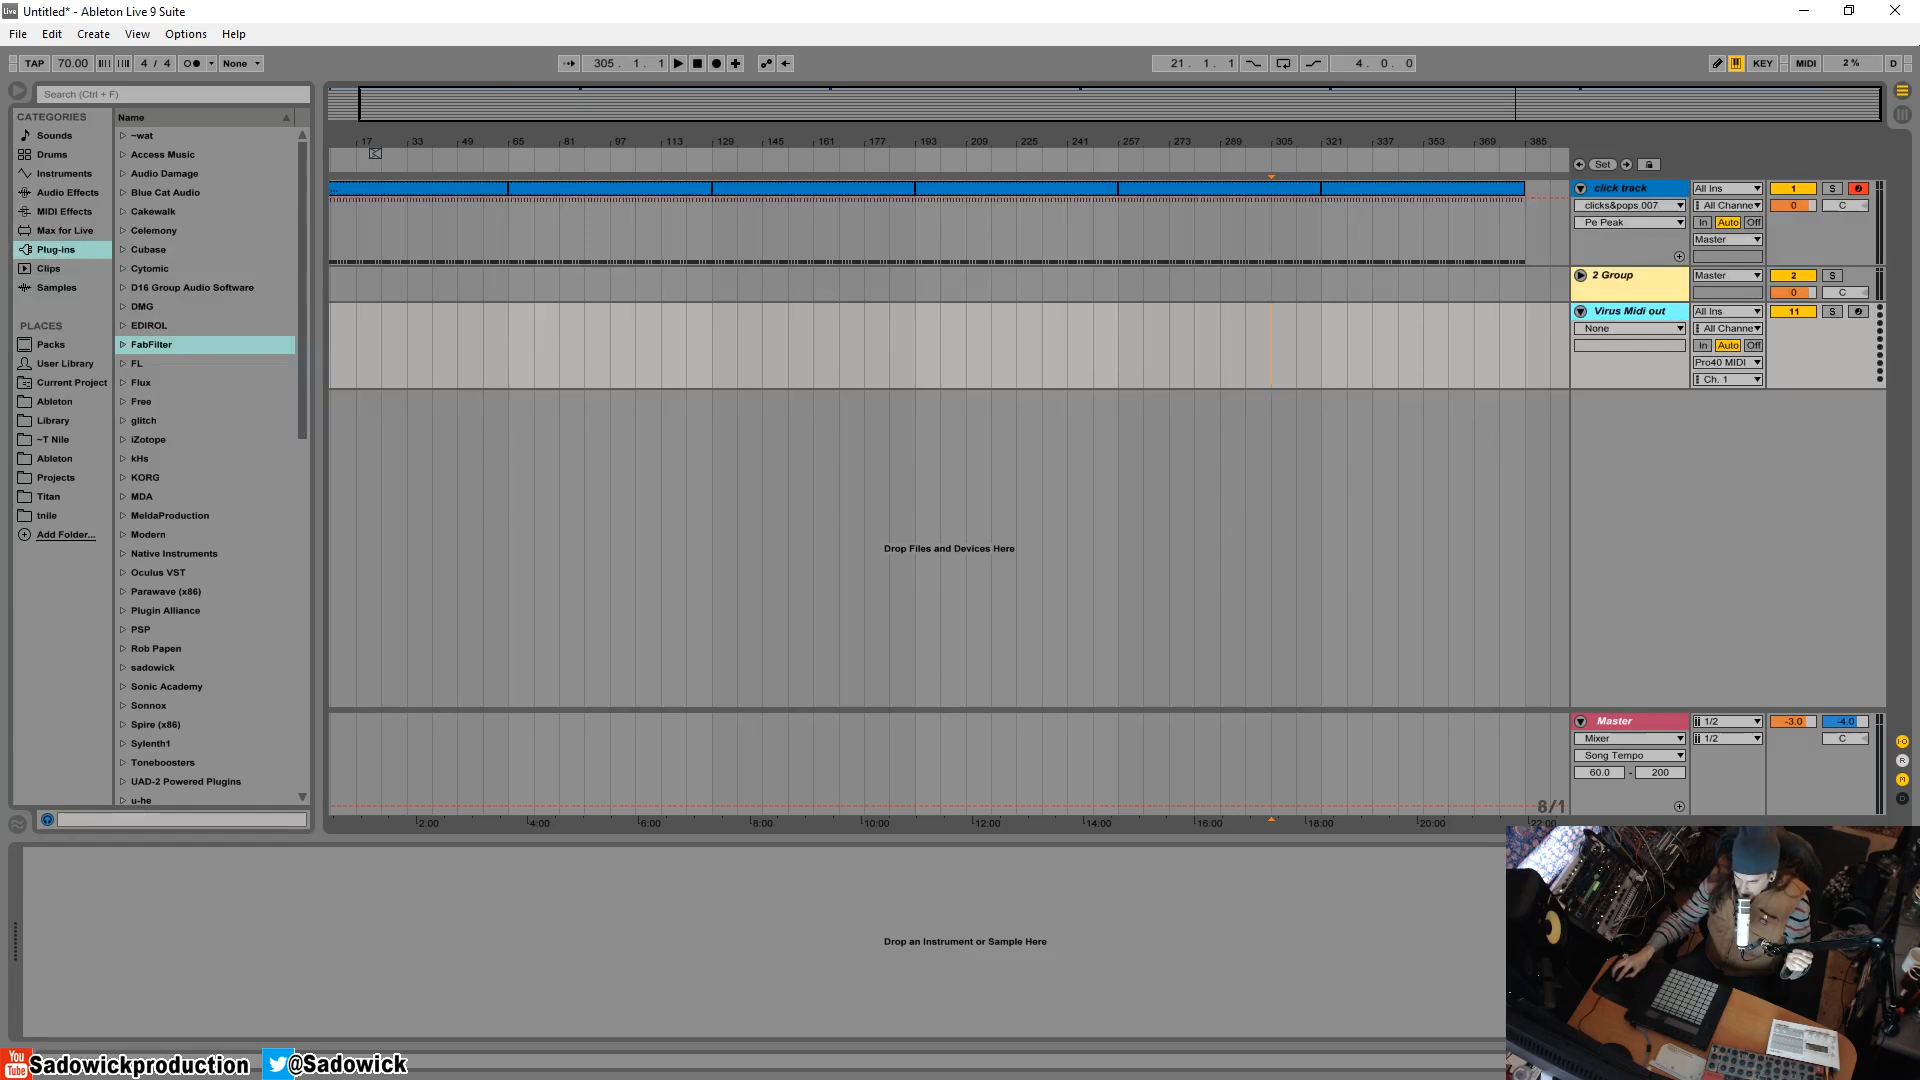 Untitled* - Ableton Live 9 Suite
File Edit Create View Options Help
TAP 70.00 4 / 4 None 305. 1. 1 21. 1. 1 4. 0. 0 KEY MIDI 2 % D
Search (Ctrl + F)
CATEGORIES
Sounds
Drums
Instruments
Audio Effects
MIDI Effects
Max for Live
Plug-ins
Clips
Samples
PLACES
Packs
User Library
Current Project
Ableton
Library
~T Nile
Ableton
Projects
Titan
tnile
Add Folder...
Name
~wat
Access Music
Audio Damage
Blue Cat Audio
Cakewalk
Celemony
Cubase
Cytomic
D16 Group Audio Software
DMG
EDIROL
FabFilter
FL
Flux
Free
glitch
iZotope
kHs
KORG
MDA
MeldaProduction
Modern
Native Instruments
Oculus VST
Parawave (x86)
Plugin Alliance
PSP
Rob Papen
sadowick
Sonic Academy
Sonnox
Spire (x86)
Sylenth1
Toneboosters
UAD-2 Powered Plugins
u-he
17 33 49 65 81 97 113 129 145 161 177 193 209 225 241 257 273 289 305 321 337 353 369 385
Set
click track All Ins 1 S
clicks&pops 007 All Channe 0 C
Pe Peak In Auto Off
Master
2 Group Master 2 S
0 C
Virus Midi out All Ins 11 S
None All Channe
In Auto Off
Pro40 MIDI
Ch. 1
Drop Files and Devices Here
Master 1/2 -3.0 -4.0
Mixer 1/2 C
Song Tempo
60.0 - 200
8/1
2:00 4:00 6:00 8:00 10:00 12:00 14:00 16:00 18:00 20:00 22:00
Drop an Instrument or Sample Here
You Tube Sadowickproduction @Sadowick